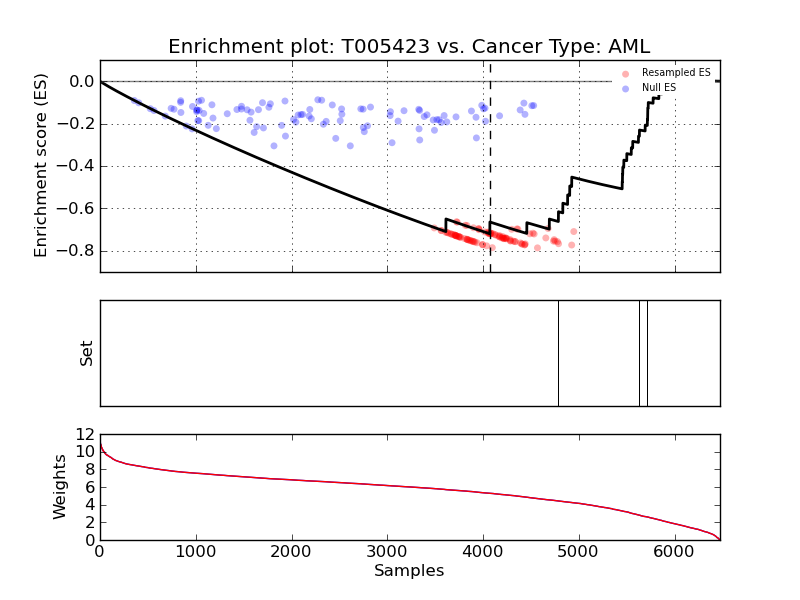 Enrichment plot: T005423 vs. Cancer Type: AML
Enrichment score (ES)
0.0
−0.2
−0.4
−0.6
−0.8
Resampled ES
Null ES
Set
Weights
12
10
8
6
4
2
0
0 1000 2000 3000 4000 5000 6000
Samples